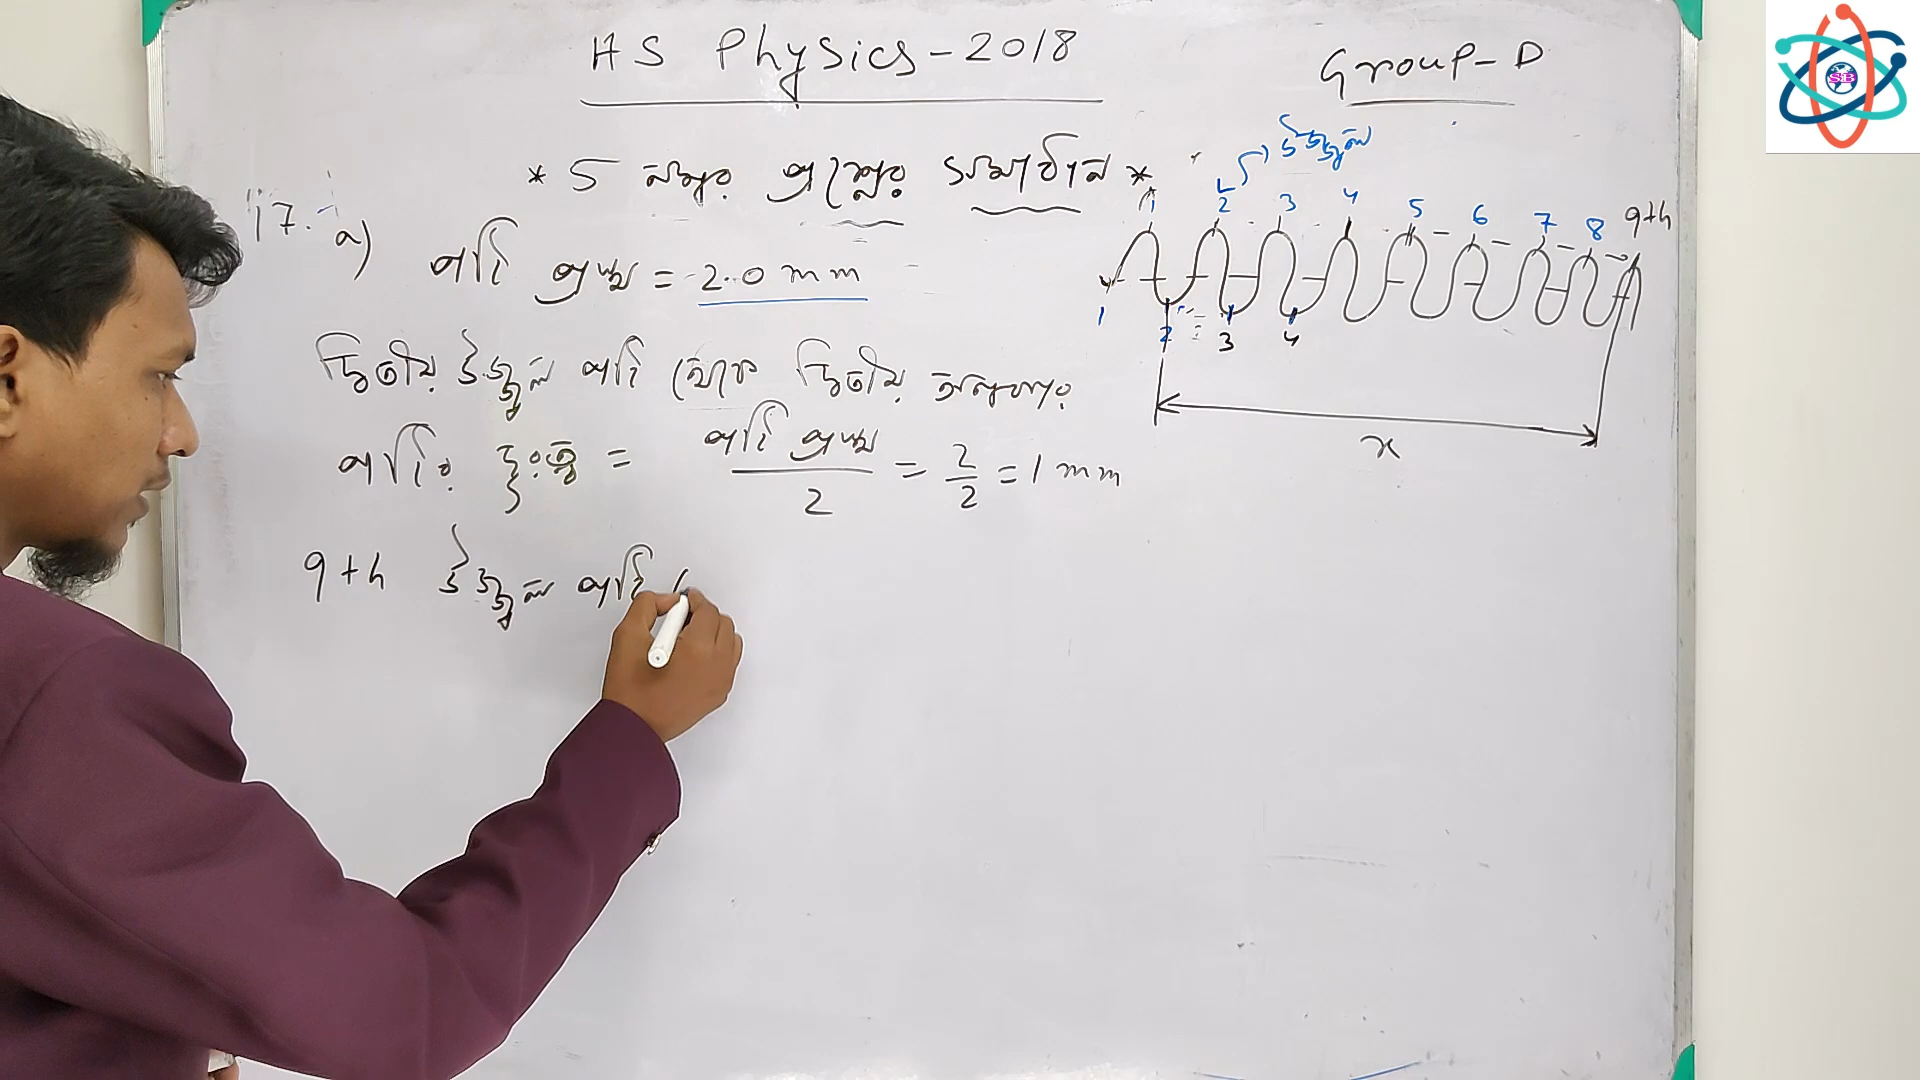 HS Physics-2018
Group-D
* 5 নম্বর প্রশ্নের সমাধান *
17. a) পটি প্রস্থ = 2.0 mm
দ্বিতীয় উজ্জ্বল পটি থেকে দ্বিতীয় অন্ধকার
পটির দূরত্ব = পটি প্রস্থ / 2 = 2/2 = 1 mm
9th উজ্জ্বল পটি
উজ্জ্বল
1 2 3 4 5 6 7 8 9th
1 2 3 4
x
SB